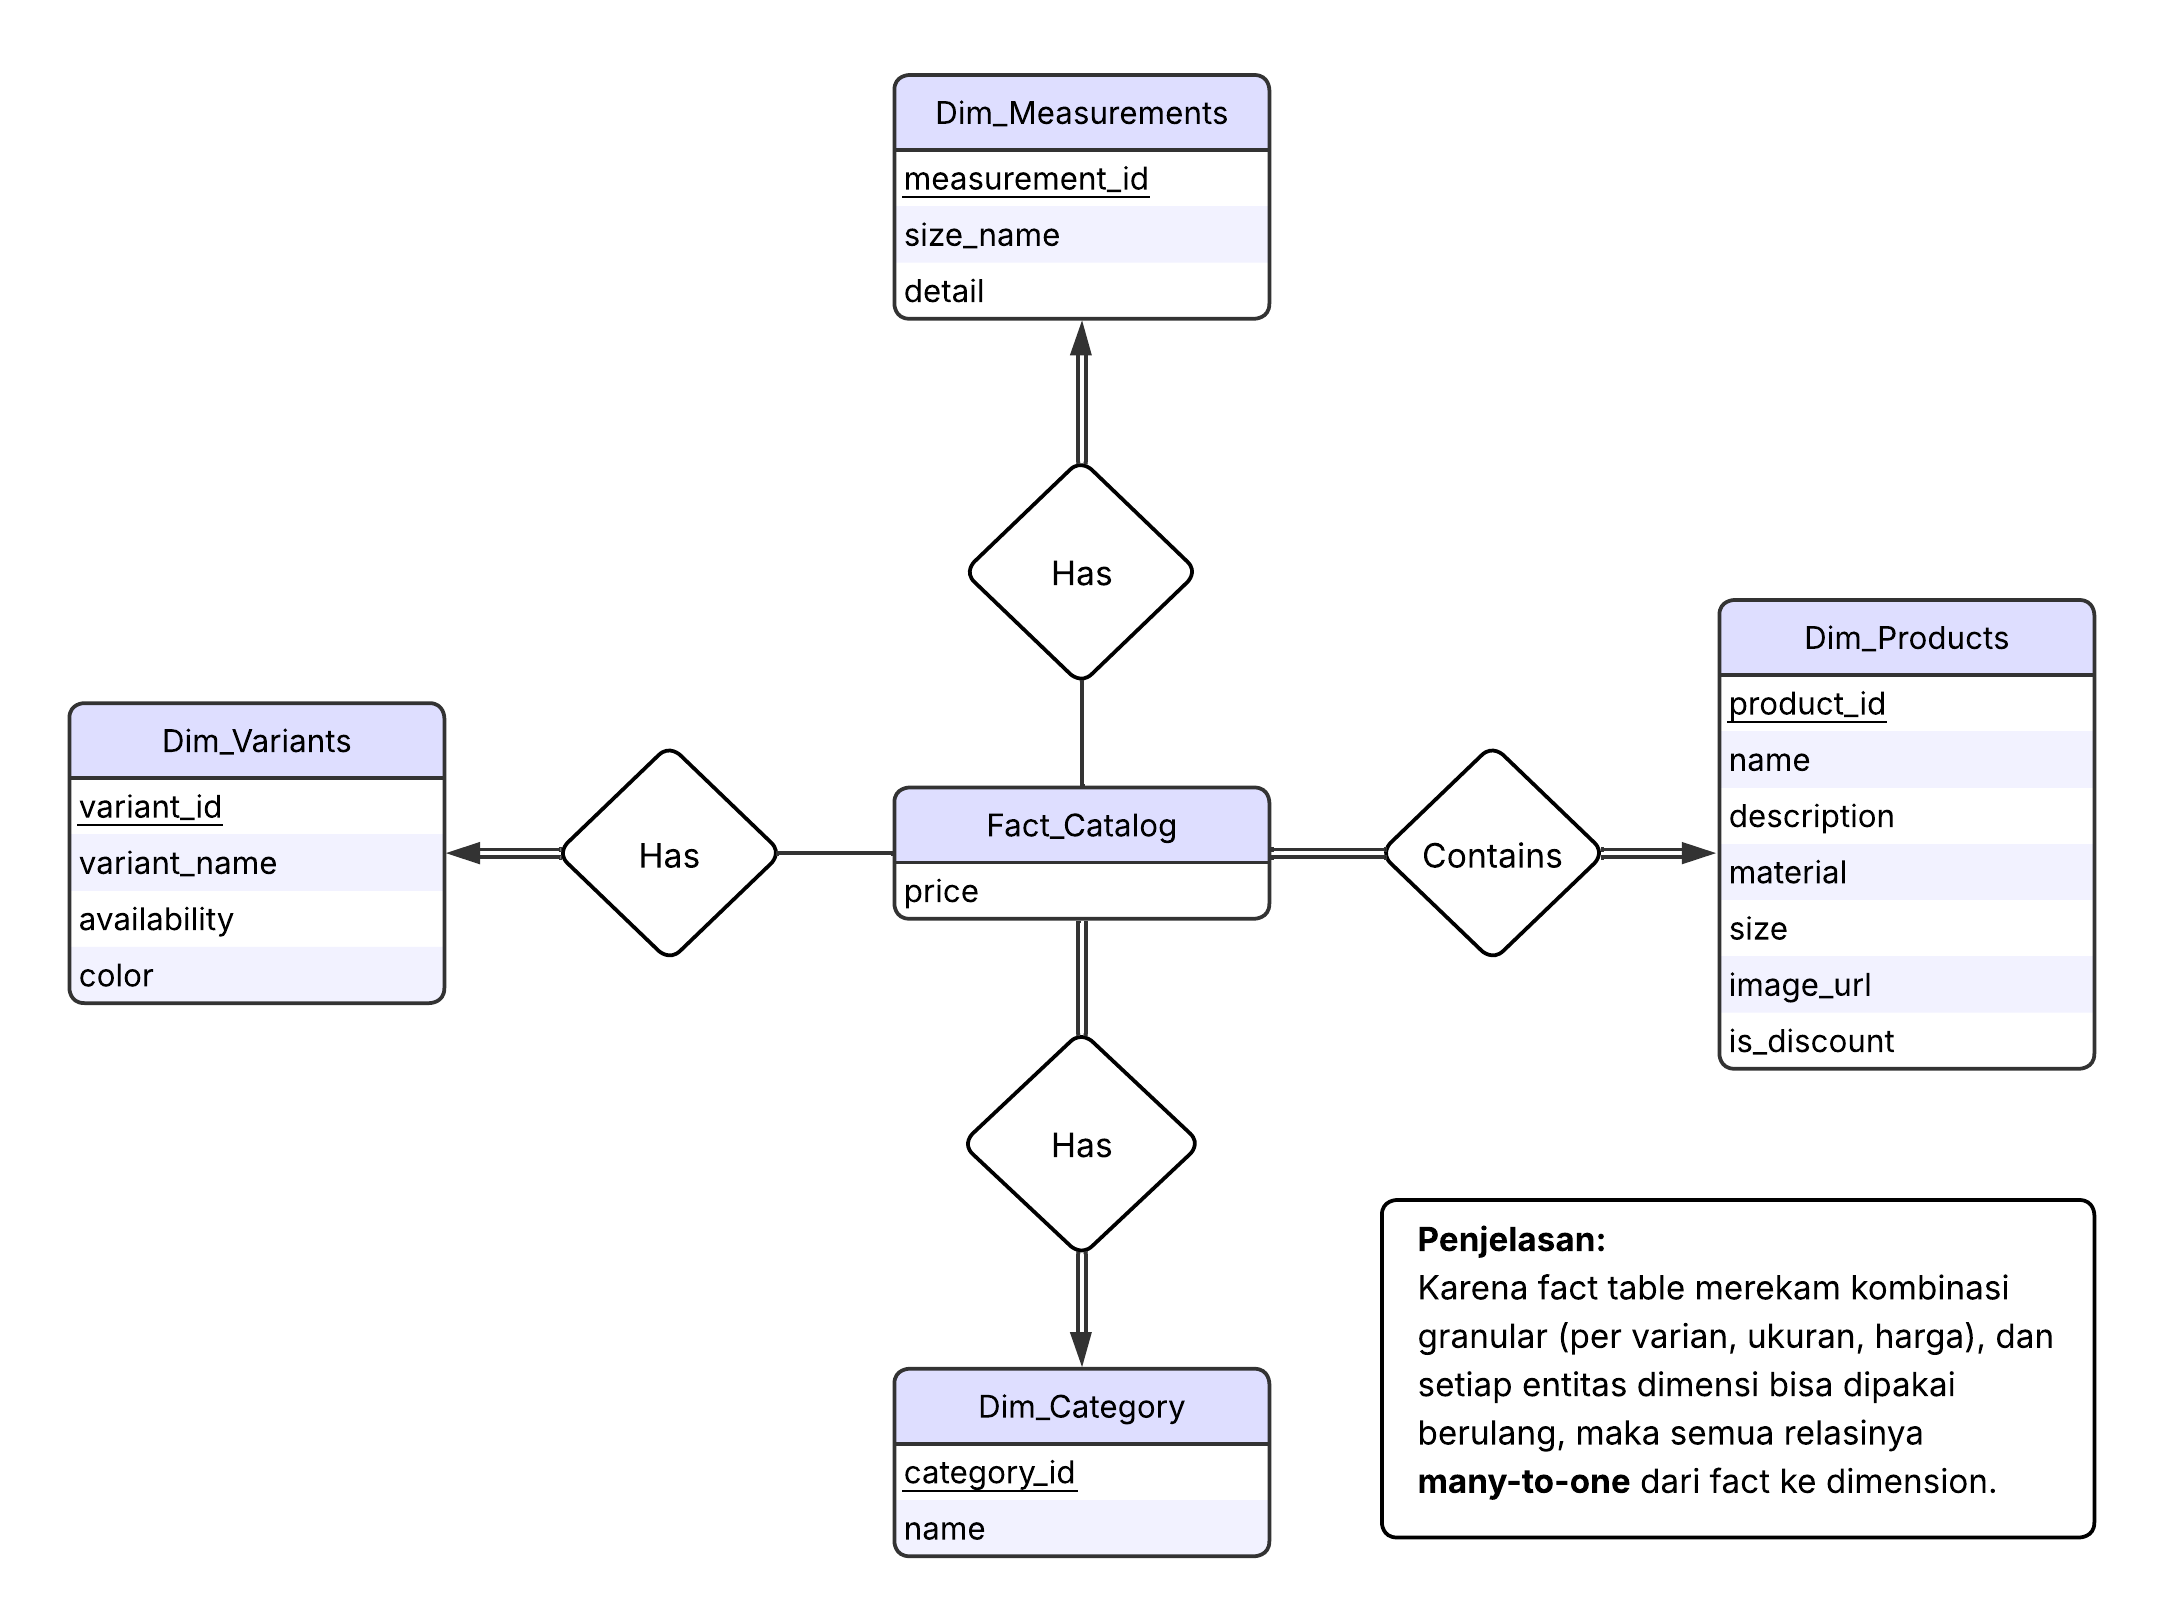 Dim_Measurements
measurement_id
size_name
detail
Has
Dim_Variants
variant_id
variant_name
availability
color
Has
Fact_Catalog
price
Contains
Dim_Products
product_id
name
description
material
size
image_url
is_discount
Has
Dim_Category
category_id
name
Penjelasan:
Karena fact table merekam kombinasi
granular (per varian, ukuran, harga), dan
setiap entitas dimensi bisa dipakai
berulang, maka semua relasinya
many-to-one dari fact ke dimension.